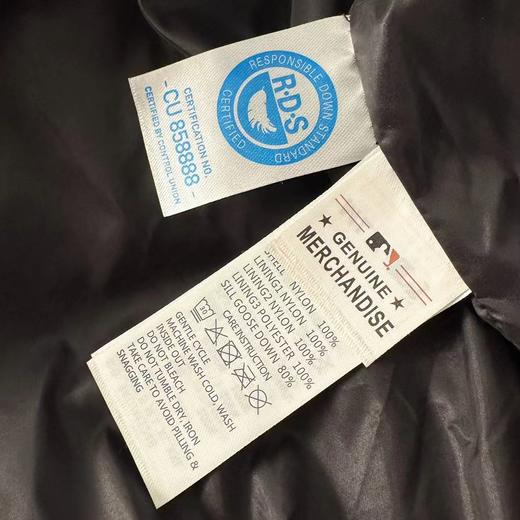 RESPONSIBLE DOWN STANDARD
R·D·S
CERTIFIED
CERTIFICATION NO.
- CU 858888 -
CERTIFIED BY CONTROL UNION
GENUINE
MERCHANDISE
SHELL NYLON 100%
LINING1 NYLON 100%
LINING2 NYLON 100%
LINING3 POLYESTER 100%
SILL GOOSE DOWN 80%
CARE INSTRUCTION
GENTLE CYCLE
MACHINE WASH COLD, WASH
INSIDE OUT
DO NOT BLEACH
DO NOT TUMBLE DRY, IRON
TAKE CARE TO AVOID PILLING &
SNAGGING